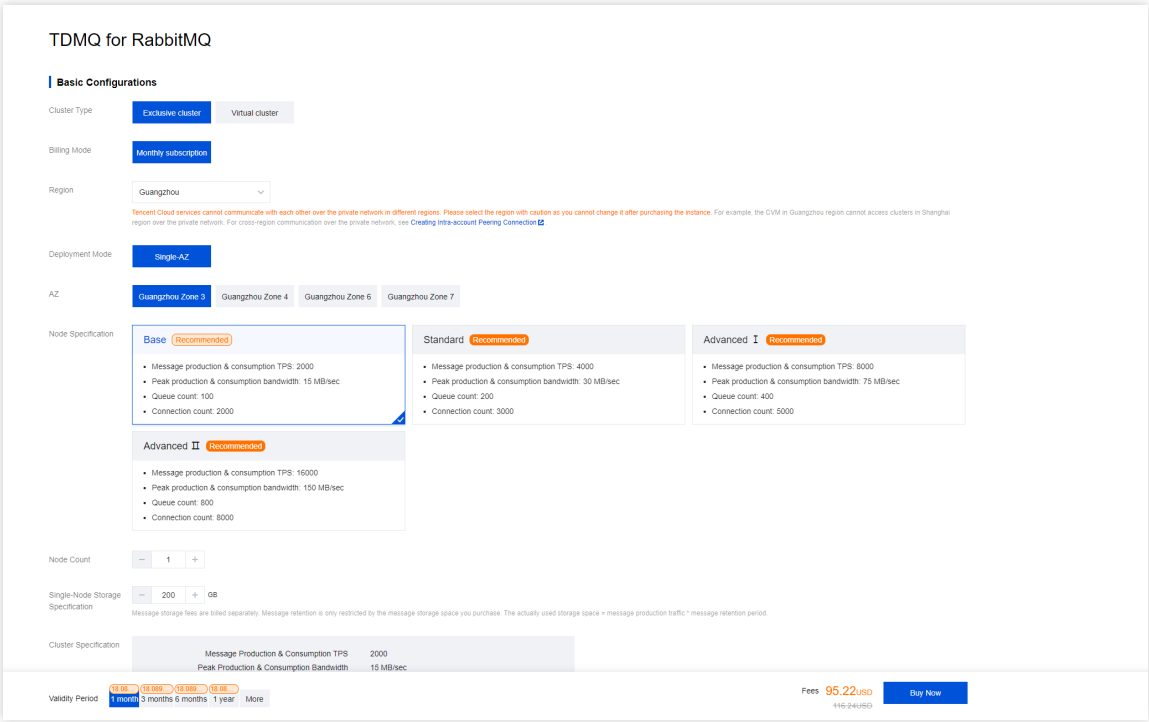 TDMQ for RabbitMQ
Basic Configurations
Cluster Type
Exclusive cluster
Virtual cluster
Billing Mode
Monthly subscription
Region
Guangzhou
Tencent Cloud services cannot communicate with each other over the private network in different regions. Please select the region with caution as you cannot change it after purchasing the instance. For example, the CVM in Guangzhou region cannot access clusters in Shanghai
region over the private network. For cross-region communication over the private network, see Creating Intra-account Peering Connection .
Deployment Mode
Single-AZ
AZ
Guangzhou Zone 3
Guangzhou Zone 4
Guangzhou Zone 6
Guangzhou Zone 7
Node Specification
Base Recommended
• Message production & consumption TPS: 2000
• Peak production & consumption bandwidth: 15 MB/sec
• Queue count: 100
• Connection count: 2000
Standard Recommended
• Message production & consumption TPS: 4000
• Peak production & consumption bandwidth: 30 MB/sec
• Queue count: 200
• Connection count: 3000
Advanced Ⅰ Recommended
• Message production & consumption TPS: 8000
• Peak production & consumption bandwidth: 75 MB/sec
• Queue count: 400
• Connection count: 5000
Advanced Ⅱ Recommended
• Message production & consumption TPS: 16000
• Peak production & consumption bandwidth: 150 MB/sec
• Queue count: 800
• Connection count: 8000
Node Count
− 1 +
Single-Node Storage
Specification
− 200 + GB
Message storage fees are billed separately. Message retention is only restricted by the message storage space you purchase. The actually used storage space = message production traffic * message retention period.
Cluster Specification
Message Production & Consumption TPS 2000
Peak Production & Consumption Bandwidth 15 MB/sec
18.08... 18.089... 18.089... 18.08...
Validity Period 1 month 3 months 6 months 1 year More
Fees 95.22USD
116.24USD
Buy Now